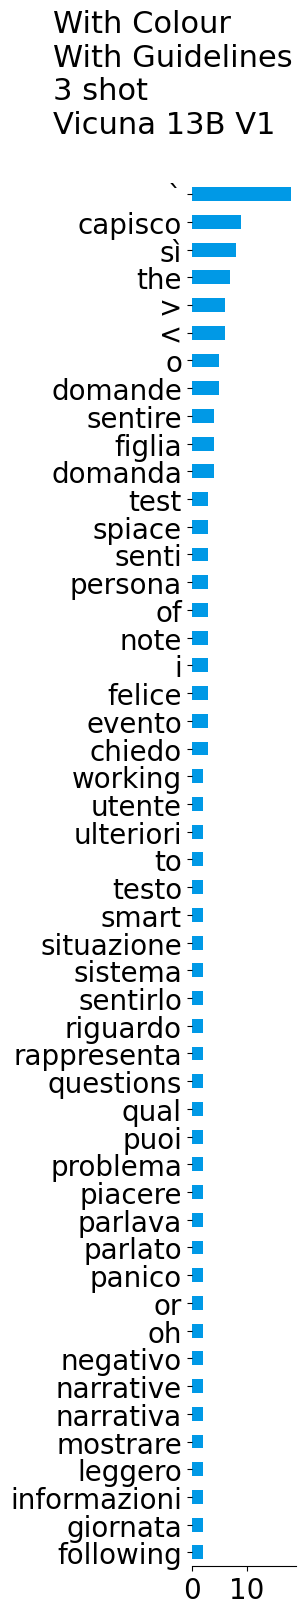 With Colour
With Guidelines
3 shot
Vicuna 13B V1
`
capisco
sì
the
>
<
o
domande
sentire
figlia
domanda
test
spiace
senti
persona
of
note
i
felice
evento
chiedo
working
utente
ulteriori
to
testo
smart
situazione
sistema
sentirlo
riguardo
rappresenta
questions
qual
puoi
problema
piacere
parlava
parlato
panico
or
oh
negativo
narrative
narrativa
mostrare
leggero
informazioni
giornata
following
0 10